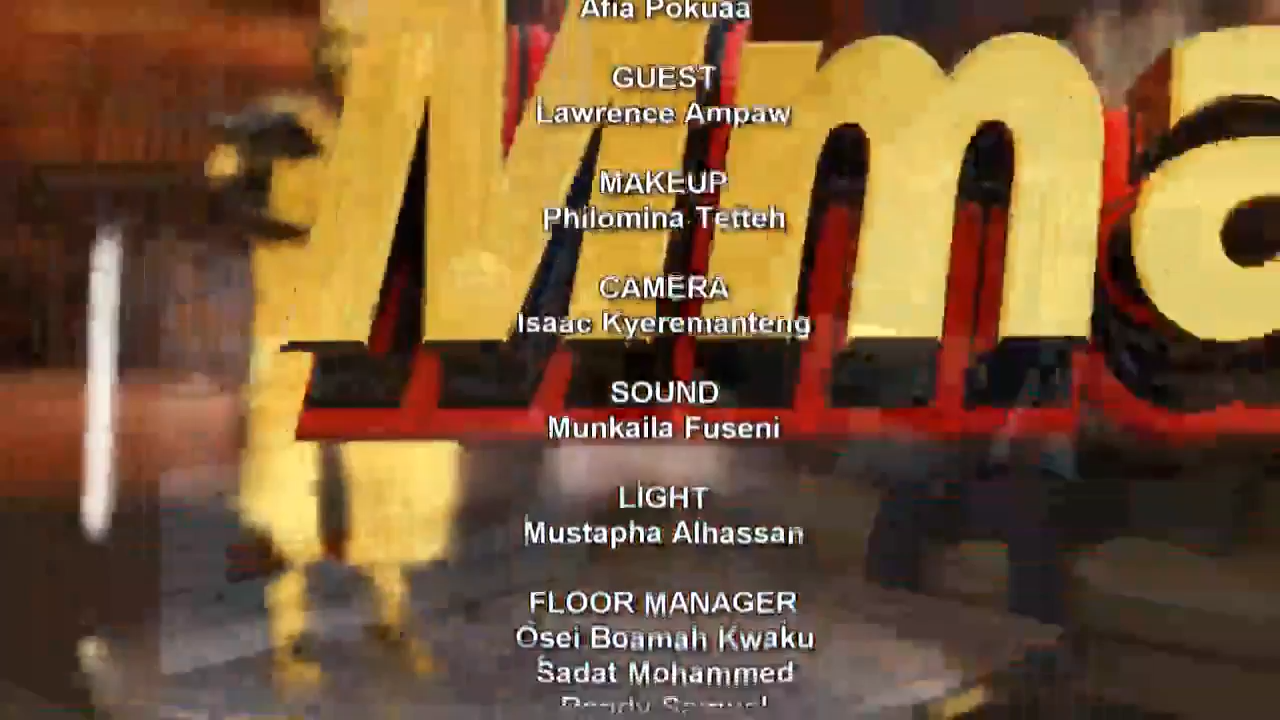 Afia Pokuaa
GUEST
Lawrence Ampaw
MAKEUP
Philomina Tetteh
CAMERA
Isaac Kyeremanteng
SOUND
Munkaila Fuseni
LIGHT
Mustapha Alhassan
FLOOR MANAGER
Osei Boamah Kwaku
Sadat Mohammed